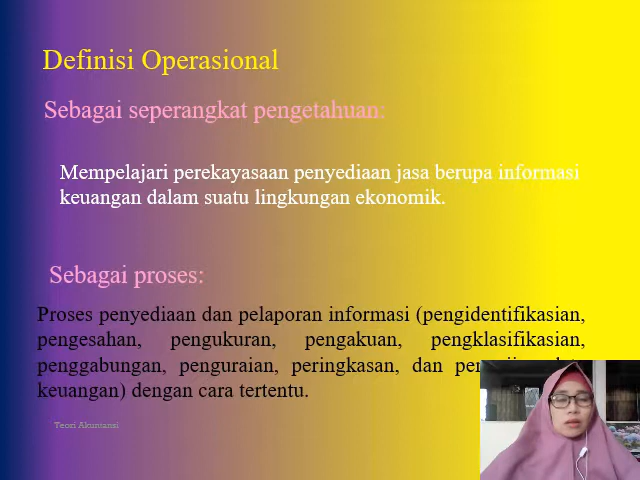 Definisi Operasional
Sebagai seperangkat pengetahuan:
Mempelajari perekayasaan penyediaan jasa berupa informasi
keuangan dalam suatu lingkungan ekonomik.
Sebagai proses:
Proses penyediaan dan pelaporan informasi (pengidentifikasian,
pengesahan, pengukuran, pengakuan, pengklasifikasian,
penggabungan, penguraian, peringkasan, dan
keuangan) dengan cara tertentu.
Teori Akuntansi